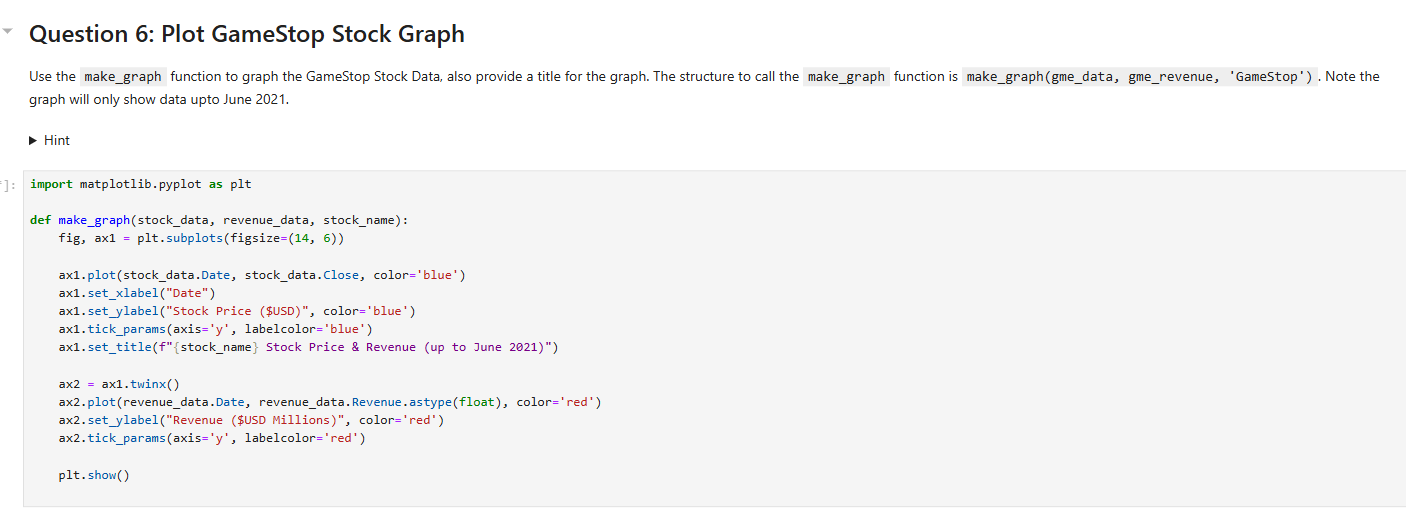 Question 6: Plot GameStop Stock Graph
Use the make_graph function to graph the GameStop Stock Data, also provide a title for the graph. The structure to call the make_graph function is make_graph(gme_data, gme_revenue, 'GameStop') . Note the
graph will only show data upto June 2021.
Hint
]:
import matplotlib.pyplot as plt
def make_graph(stock_data, revenue_data, stock_name):
    fig, ax1 = plt.subplots(figsize=(14, 6))
    ax1.plot(stock_data.Date, stock_data.Close, color='blue')
    ax1.set_xlabel("Date")
    ax1.set_ylabel("Stock Price ($USD)", color='blue')
    ax1.tick_params(axis='y', labelcolor='blue')
    ax1.set_title(f"{stock_name} Stock Price & Revenue (up to June 2021)")
    ax2 = ax1.twinx()
    ax2.plot(revenue_data.Date, revenue_data.Revenue.astype(float), color='red')
    ax2.set_ylabel("Revenue ($USD Millions)", color='red')
    ax2.tick_params(axis='y', labelcolor='red')
    plt.show()